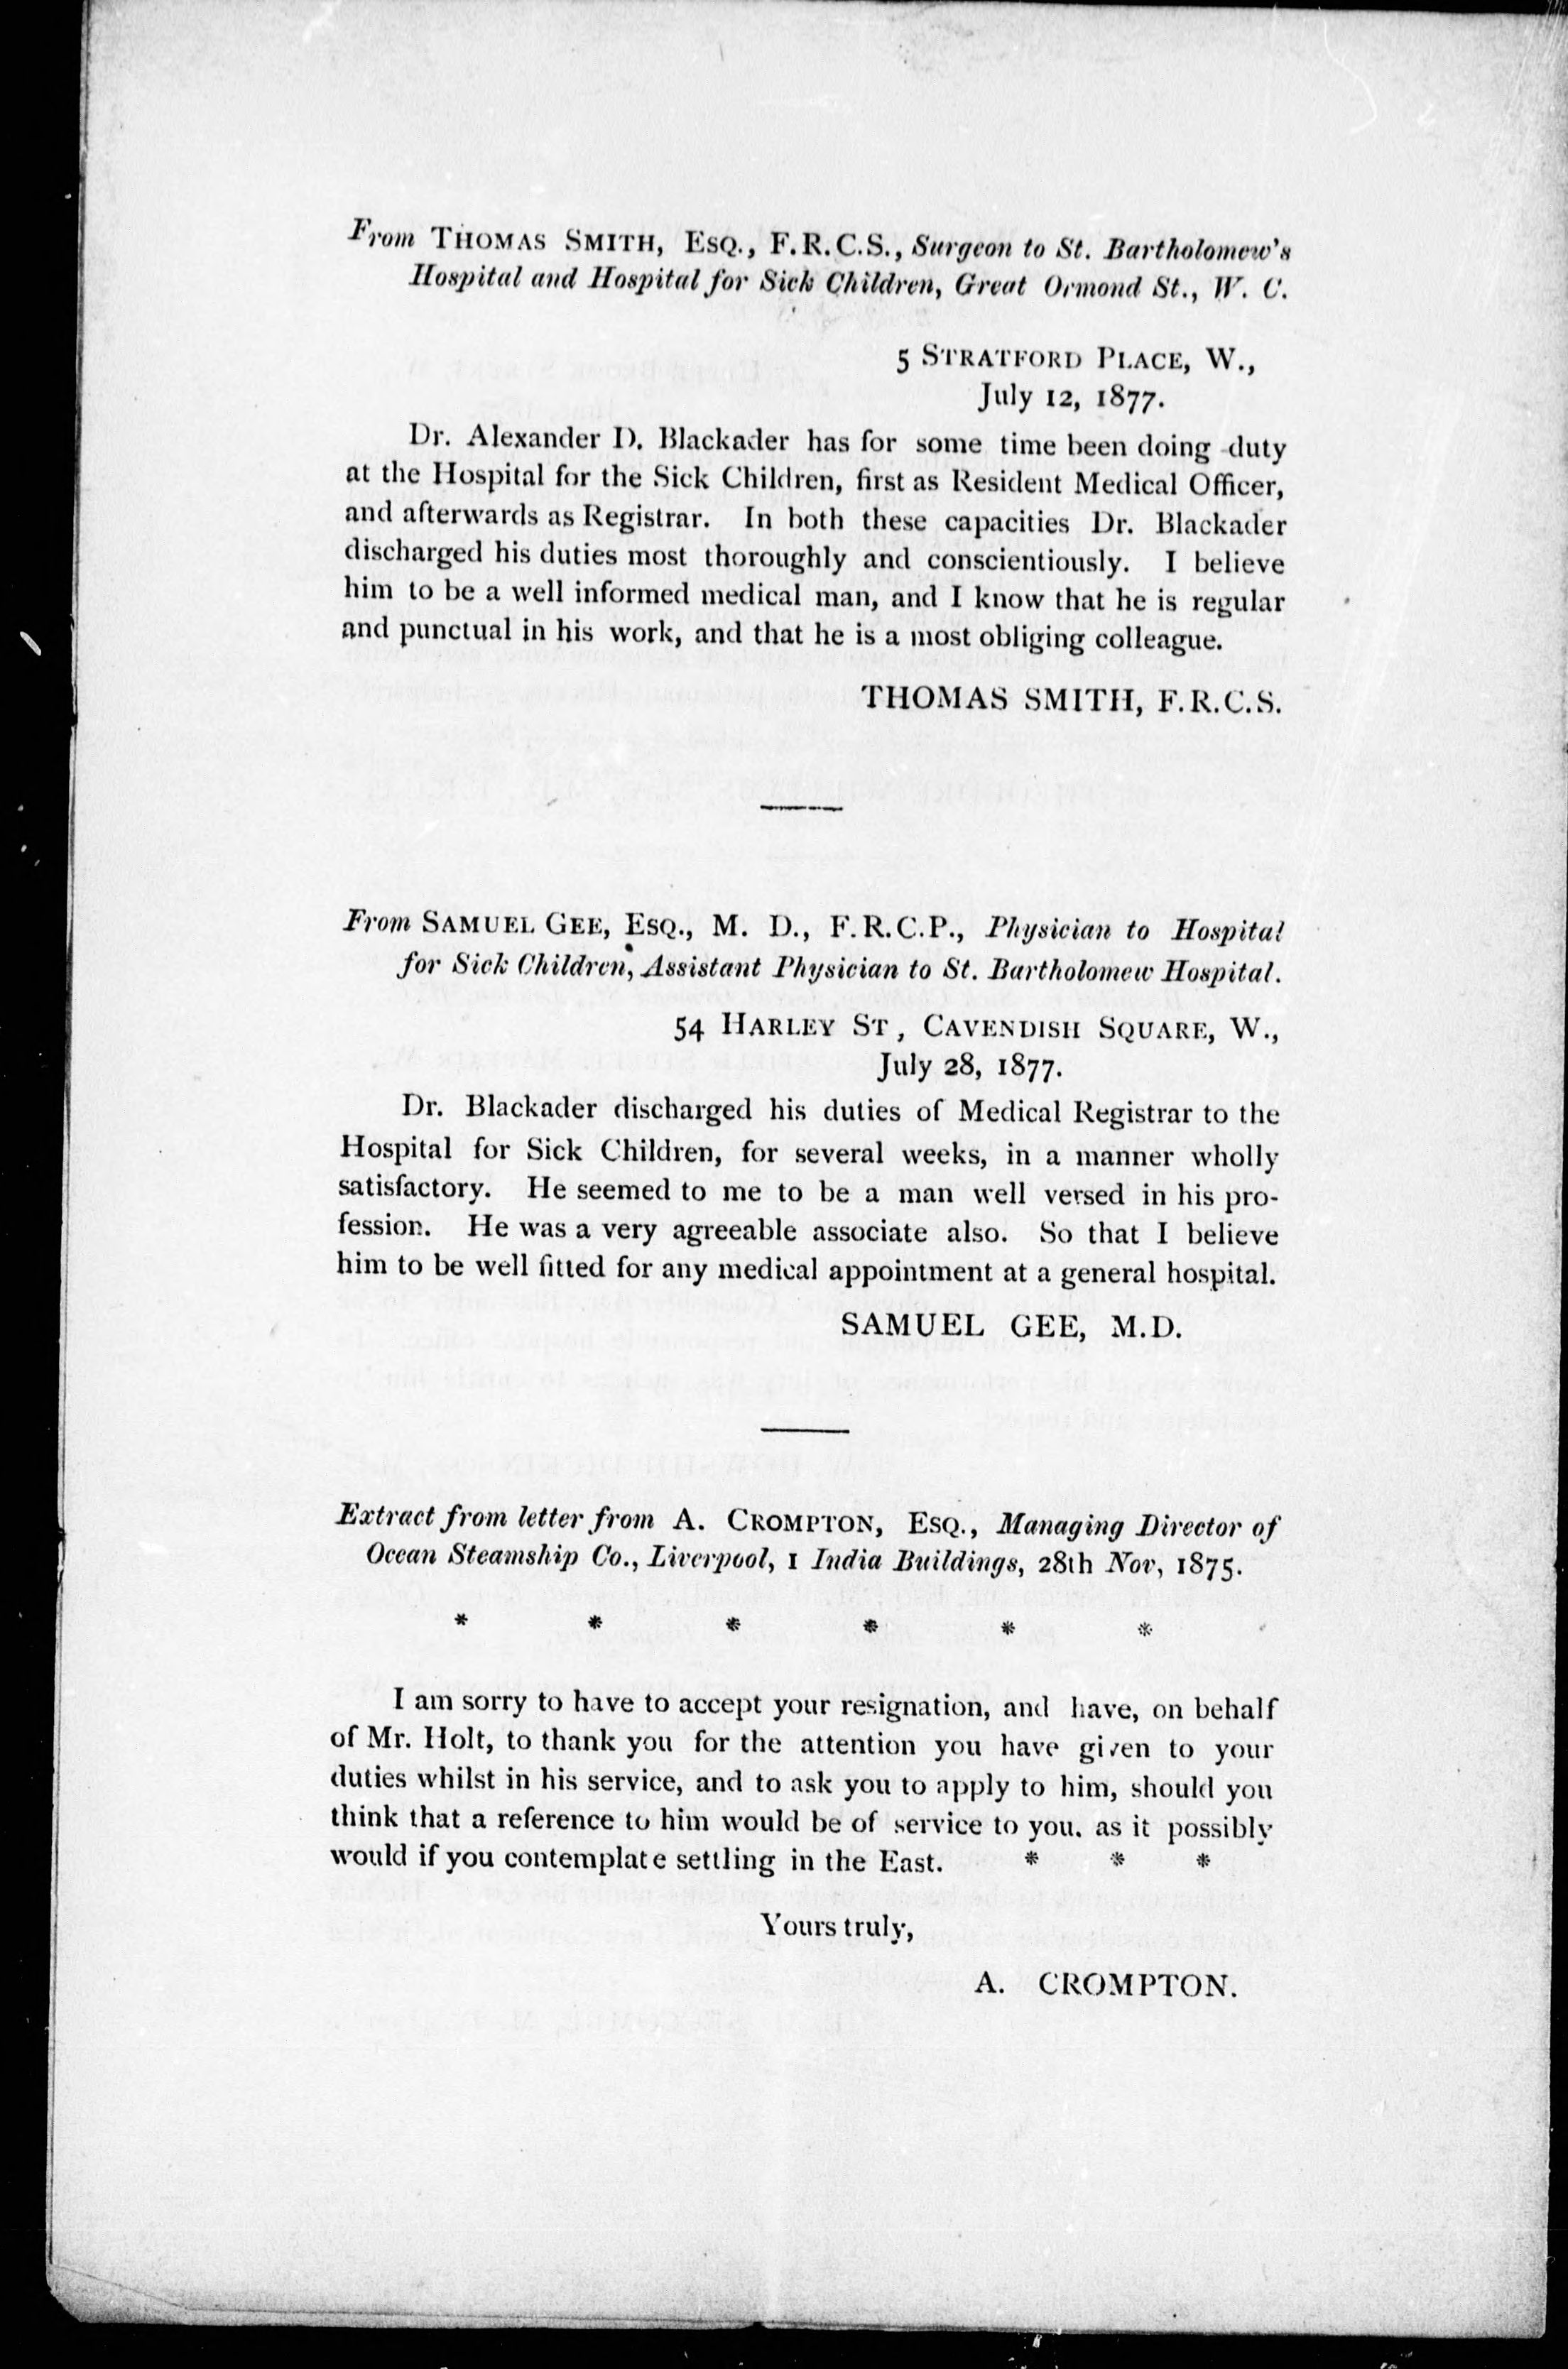 From THOMAS SMITH, ESQ., F.R.C.S., Surgeon to St. Bartholomew's
Hospital and Hospital for Sick Children, Great Ormond St., W. C.
5 STRATFORD PLACE, W.,
July 12, 1877.
Dr. Alexander D. Blackader has for some time been doing duty
at the Hospital for the Sick Children, first as Resident Medical Officer,
and afterwards as Registrar. In both these capacities Dr. Blackader
discharged his duties most thoroughly and conscientiously. I believe
him to be a well informed medical man, and I know that he is regular
and punctual in his work, and that he is a most obliging colleague.
THOMAS SMITH, F.R.C.S.
From SAMUEL GEE, ESQ., M. D., F.R.C.P., Physician to Hospital
for Sick Children, Assistant Physician to St. Bartholomew Hospital.
54 HARLEY ST, CAVENDISH SQUARE, W.,
July 28, 1877.
Dr. Blackader discharged his duties of Medical Registrar to the
Hospital for Sick Children, for several weeks, in a manner wholly
satisfactory. He seemed to me to be a man well versed in his pro-
fession. He was a very agreeable associate also. So that I believe
him to be well fitted for any medical appointment at a general hospital.
SAMUEL GEE, M.D.
Extract from letter from A. CROMPTON, ESQ., Managing Director of
Ocean Steamship Co., Liverpool, 1 India Buildings, 28th Nov, 1875.
* * * * * *
I am sorry to have to accept your resignation, and have, on behalf
of Mr. Holt, to thank you for the attention you have given to your
duties whilst in his service, and to ask you to apply to him, should you
think that a reference to him would be of service to you. as it possibly
would if you contemplate settling in the East. * * *
Yours truly,
A. CROMPTON.